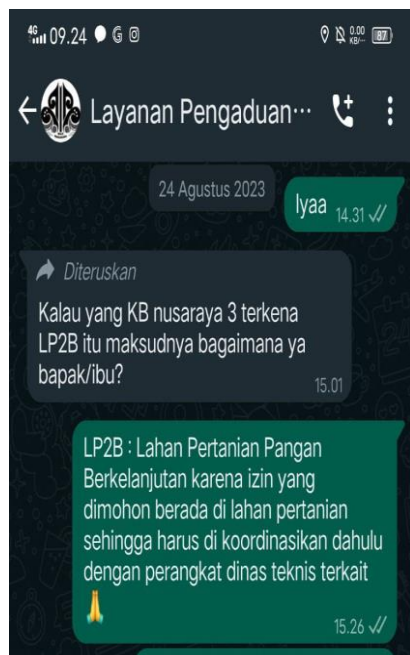 4G 09.24 G 0.00 KB/... 87
Layanan Pengaduan...
24 Agustus 2023
Iyaa 14.31
Diteruskan
Kalau yang KB nusaraya 3 terkena
LP2B itu maksudnya bagaimana ya
bapak/ibu?
15.01
LP2B : Lahan Pertanian Pangan
Berkelanjutan karena izin yang
dimohon berada di lahan pertanian
sehingga harus di koordinasikan dahulu
dengan perangkat dinas teknis terkait
🙏
15.26